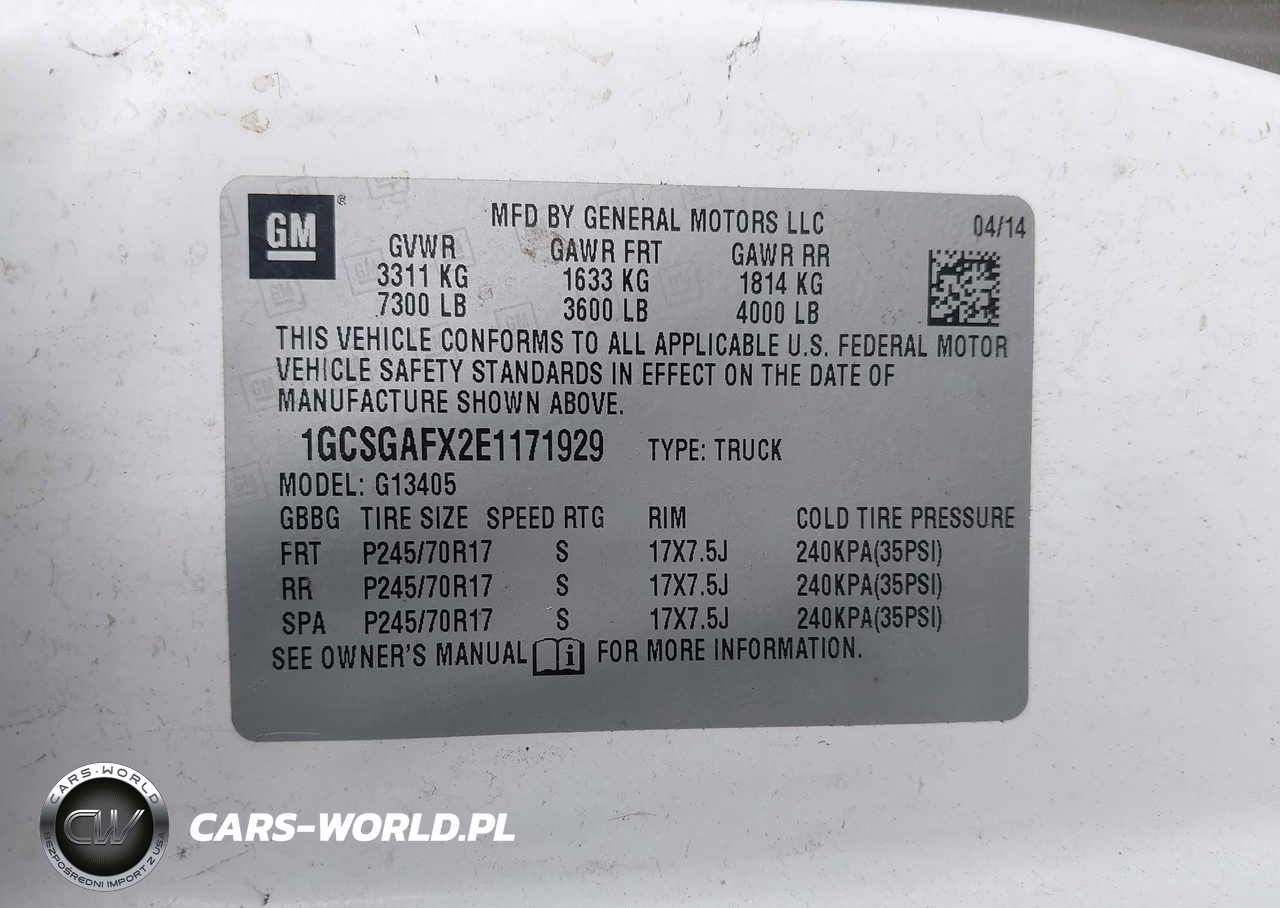 GM ®
MFD BY GENERAL MOTORS LLC 04/14
GVWR GAWR FRT GAWR RR
3311 KG 1633 KG 1814 KG
7300 LB 3600 LB 4000 LB
THIS VEHICLE CONFORMS TO ALL APPLICABLE U.S. FEDERAL MOTOR
VEHICLE SAFETY STANDARDS IN EFFECT ON THE DATE OF
MANUFACTURE SHOWN ABOVE.
1GCSGAFX2E1171929 TYPE: TRUCK
MODEL: G13405
GBBG TIRE SIZE SPEED RTG RIM COLD TIRE PRESSURE
FRT P245/70R17 S 17X7.5J 240KPA(35PSI)
RR P245/70R17 S 17X7.5J 240KPA(35PSI)
SPA P245/70R17 S 17X7.5J 240KPA(35PSI)
SEE OWNER'S MANUAL i FOR MORE INFORMATION.
CARS-WORLD
CW
BEZPOŚREDNI IMPORT Z USA
CARS-WORLD.PL